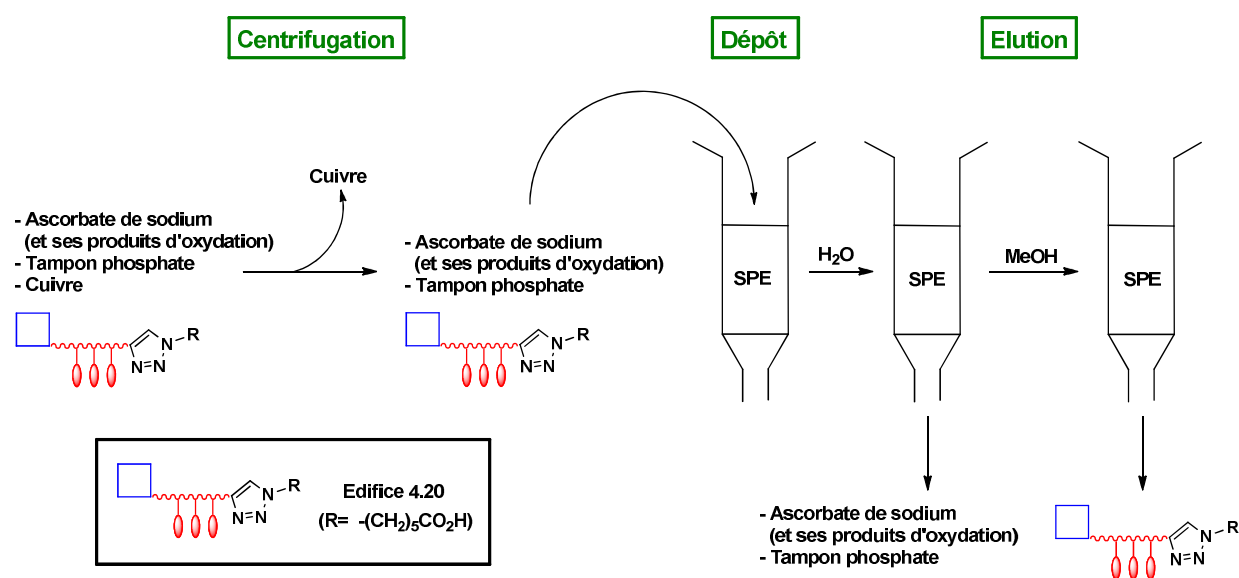 Centrifugation
Dépôt
Elution
Cuivre
- Ascorbate de sodium
(et ses produits d'oxydation)
- Tampon phosphate
- Cuivre
R
N
N=N
- Ascorbate de sodium
(et ses produits d'oxydation)
- Tampon phosphate
R
N
N=N
SPE
H2O
SPE
MeOH
SPE
R
N
N=N
Edifice 4.20
(R= -(CH2)5CO2H)
- Ascorbate de sodium
(et ses produits d'oxydation)
- Tampon phosphate
R
N
N=N